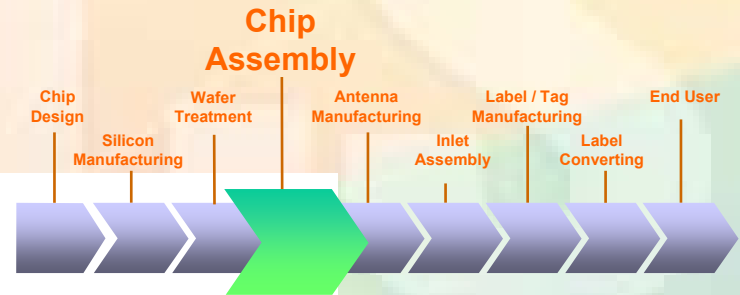 Chip
Assembly
Chip
Design
Silicon
Manufacturing
Wafer
Treatment
Antenna
Manufacturing
Inlet
Assembly
Label / Tag
Manufacturing
Label
Converting
End User